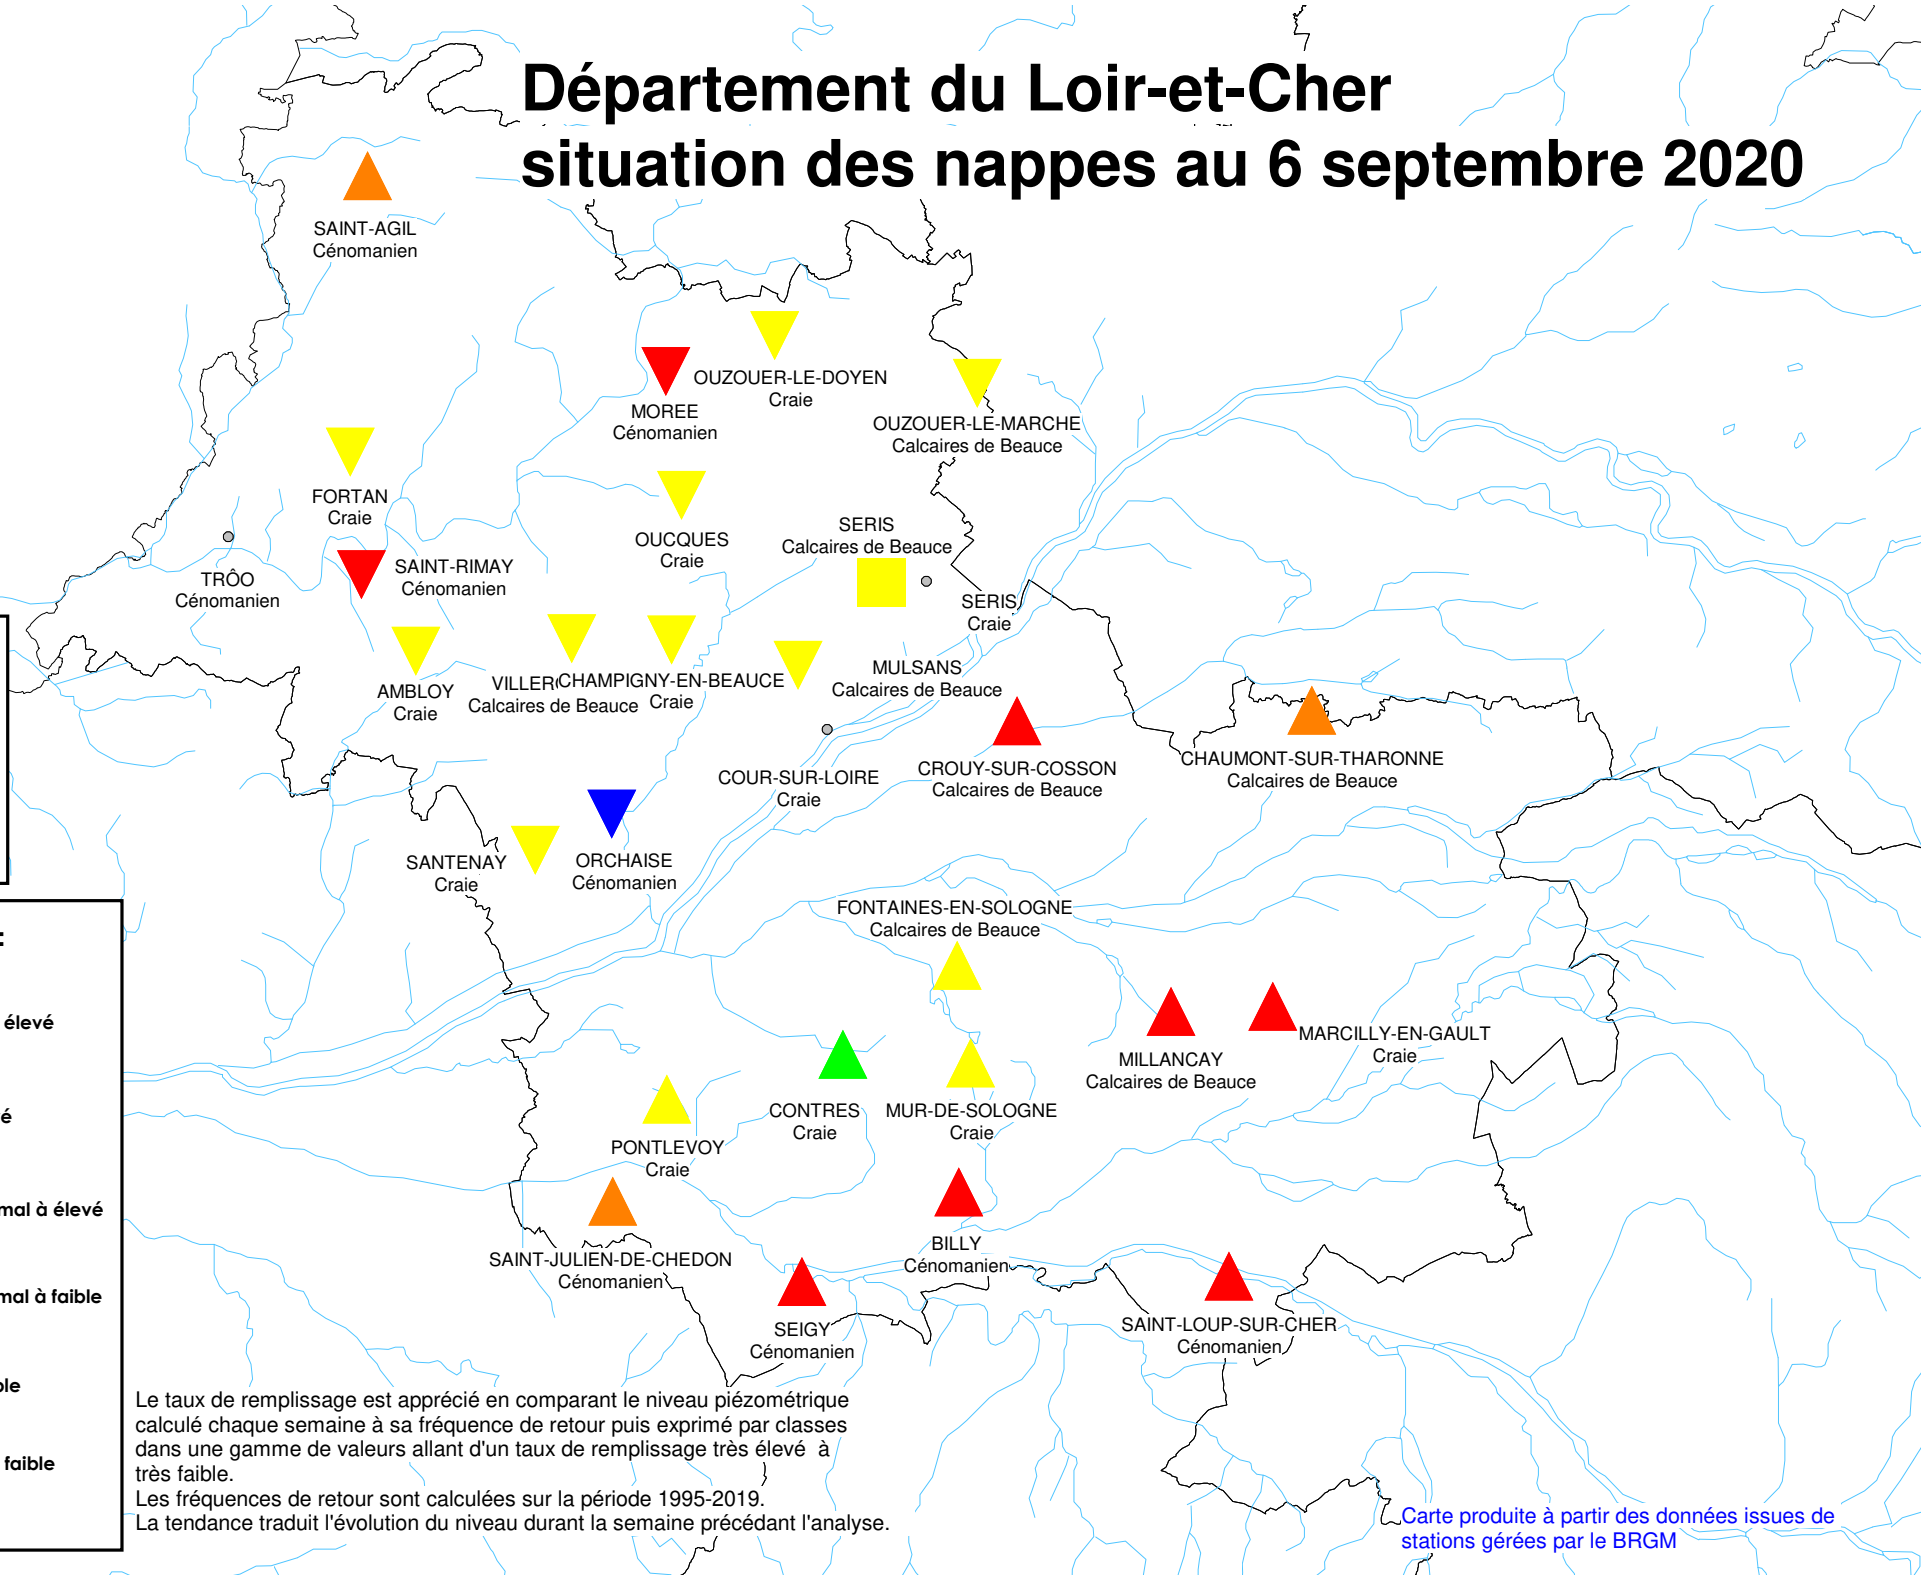 Département du Loir-et-Cher
situation des nappes au 6 septembre 2020
SAINT-AGIL
Cénomanien
OUZOUER-LE-DOYEN
Craie
MOREE
Cénomanien
OUZOUER-LE-MARCHE
Calcaires de Beauce
FORTAN
Craie
OUCQUES
Craie
SERIS
Calcaires de Beauce
TRÔO
Cénomanien
SAINT-RIMAY
Cénomanien
SERIS
Craie
AMBLOY
Craie
Calcaires de Beauce
CHAMPIGNY-EN-BEAUCE
Craie
MULSANS
Calcaires de Beauce
COUR-SUR-LOIRE
Craie
CROUY-SUR-COSSON
Calcaires de Beauce
CHAUMONT-SUR-THARONNE
Calcaires de Beauce
SANTENAY
Craie
ORCHAISE
Cénomanien
FONTAINES-EN-SOLOGNE
Calcaires de Beauce
MARCILLY-EN-GAULT
Craie
MILLANCAY
Calcaires de Beauce
CONTRES
Craie
MUR-DE-SOLOGNE
Craie
PONTLEVOY
Craie
SAINT-JULIEN-DE-CHEDON
Cénomanien
BILLY
Cénomanien
SEIGY
Cénomanien
SAINT-LOUP-SUR-CHER
Cénomanien
:
élevé
é
mal à élevé
mal à faible
ble
faible
Le taux de remplissage est apprécié en comparant le niveau piézométrique
calculé chaque semaine à sa fréquence de retour puis exprimé par classes
dans une gamme de valeurs allant d'un taux de remplissage très élevé à
très faible.
Les fréquences de retour sont calculées sur la période 1995-2019.
La tendance traduit l'évolution du niveau durant la semaine précédant l'analyse.
Carte produite à partir des données issues de
stations gérées par le BRGM